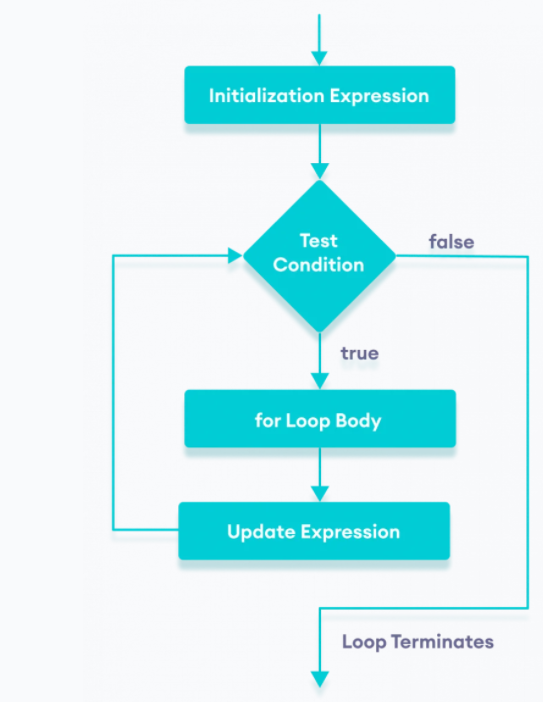 Initialization Expression
Test
Condition
false
true
for Loop Body
Update Expression
Loop Terminates